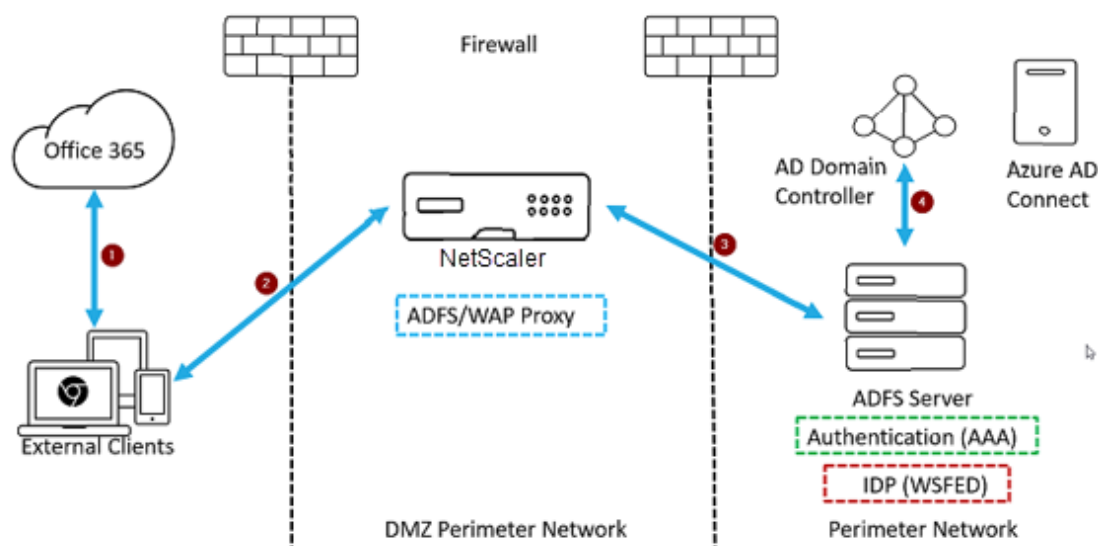 Firewall
Office 365
AD Domain
Controller
Azure AD
Connect
1
2
3
4
NetScaler
ADFS/WAP Proxy
External Clients
ADFS Server
Authentication (AAA)
IDP (WSFED)
DMZ Perimeter Network
Perimeter Network